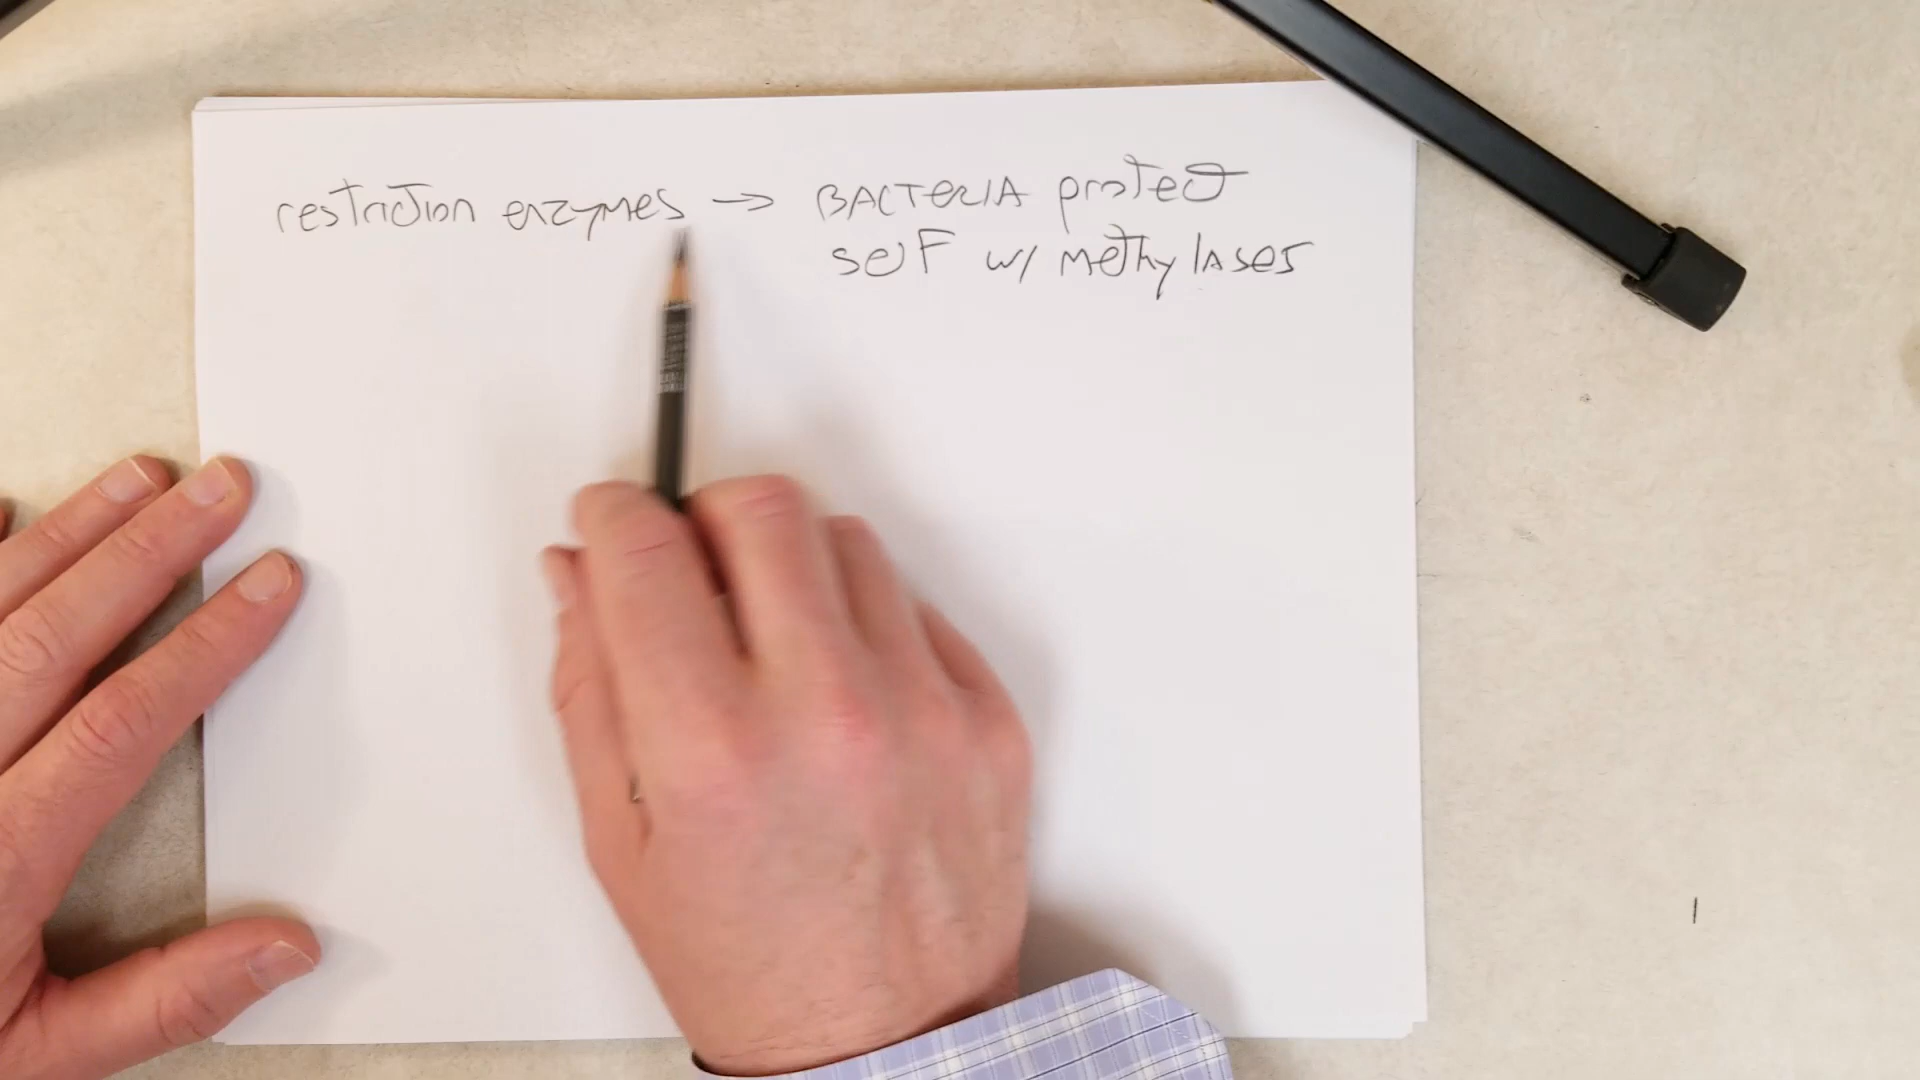 restriction enzymes → BACTERIA protect
self w/ methylases